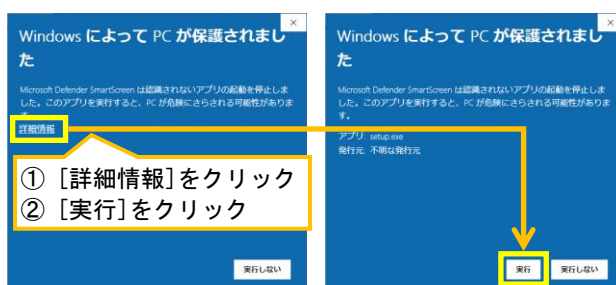 Windows によって PC が保護されまし
た
Microsoft Defender SmartScreen は認識されないアプリの起動を停止しま
した。このアプリを実行すると、PC が危険にさらされる可能性がありま
す。
詳細情報
① [詳細情報]をクリック
② [実行]をクリック
実行しない
Windows によって PC が保護されまし
た
Microsoft Defender SmartScreen は認識されないアプリの起動を停止しま
した。このアプリを実行すると、PC が危険にさらされる可能性がありま
す。
アプリ: setup.exe
発行元: 不明な発行元
実行
実行しない